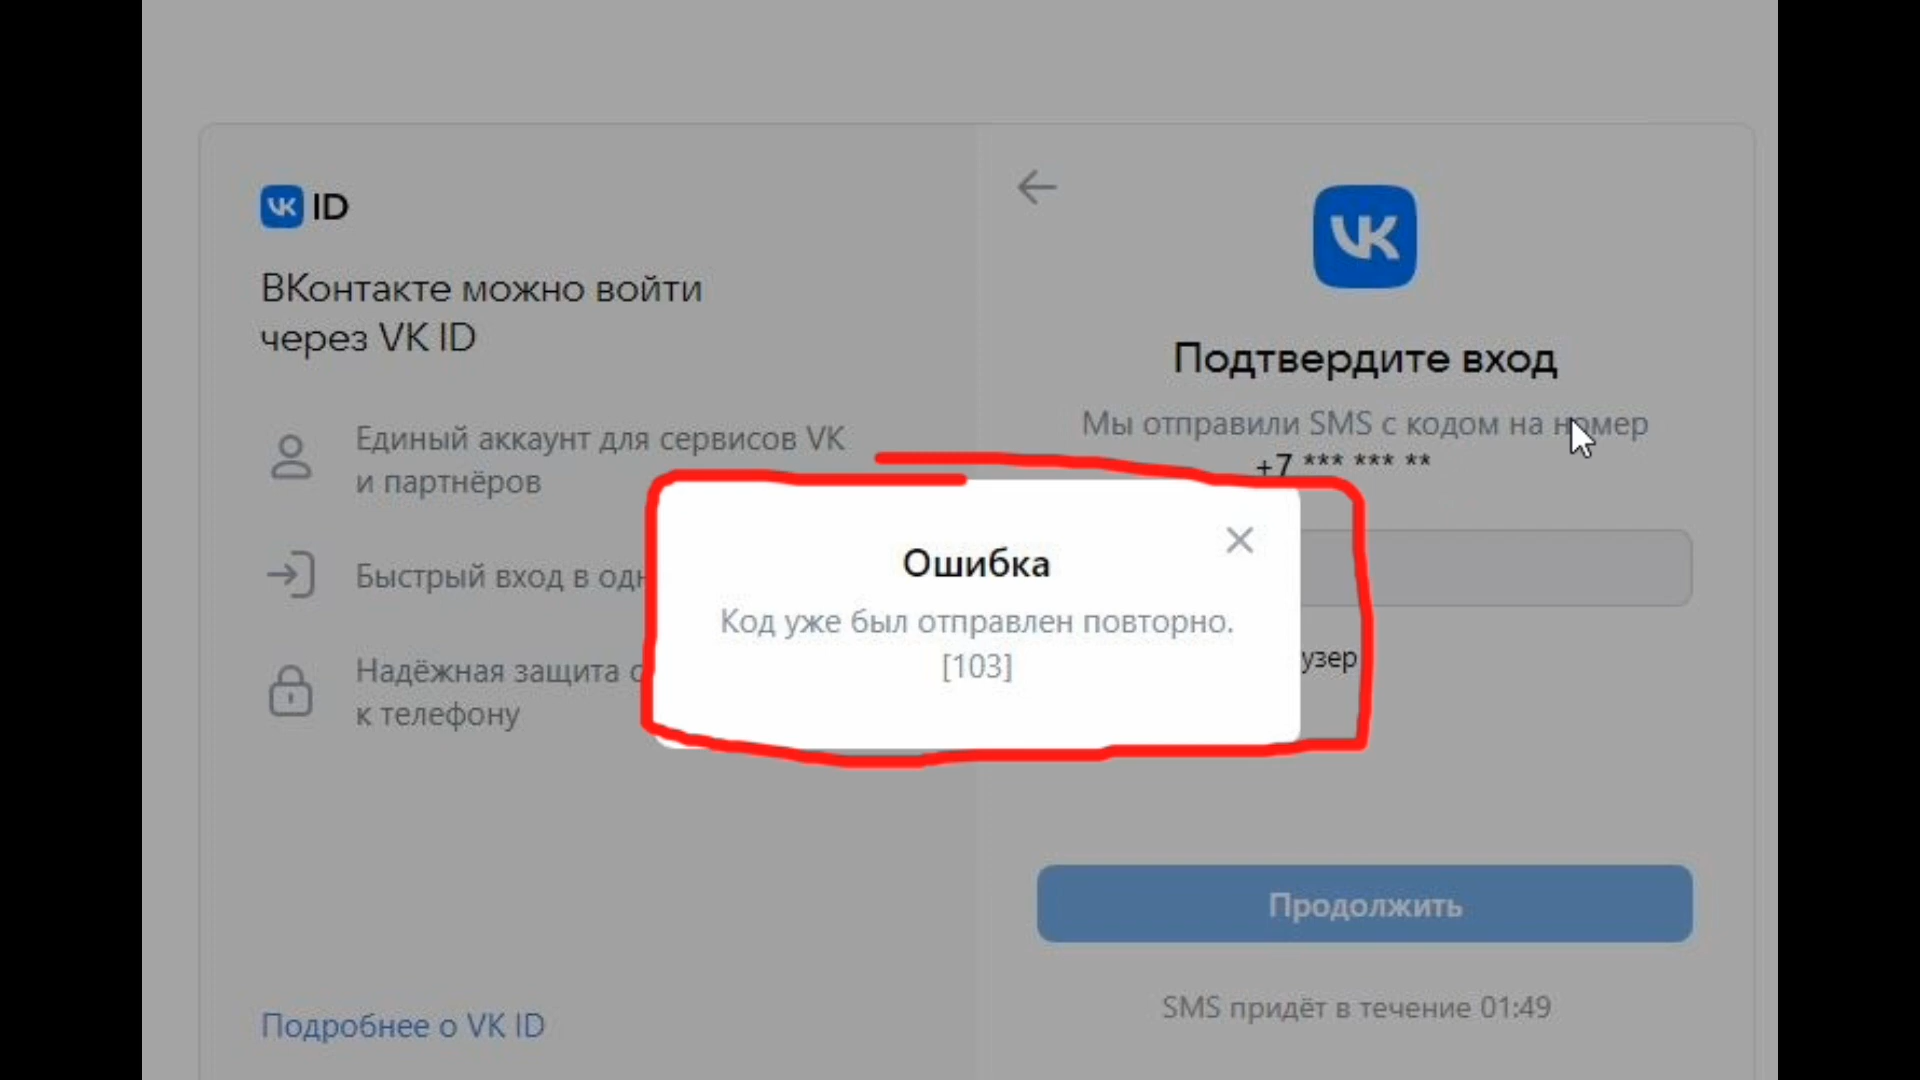 VK ID
ВКонтакте можно войти
через VK ID
Единый аккаунт для сервисов VK
и партнёров
Быстрый вход в
Надёжная защита
к телефону
Подробнее о VK ID
VK
Подтвердите вход
Мы отправили SMS с кодом на номер
+7 *** *** **
Ошибка
Код уже был отправлен повторно.
[103]
узер
Продолжить
SMS придёт в течение 01:49